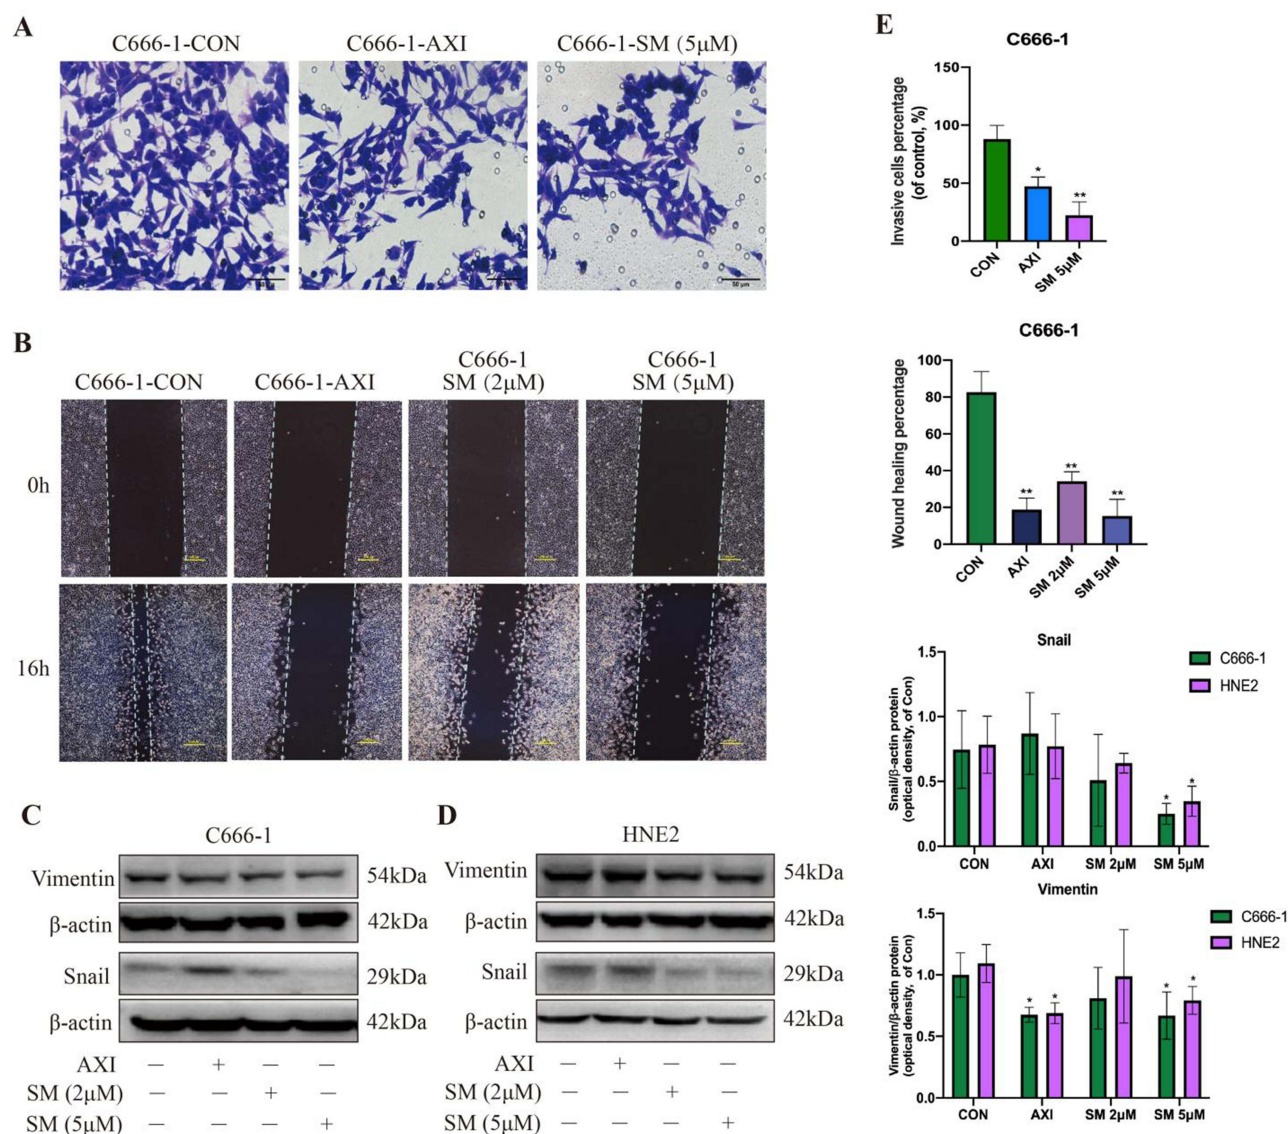 A
C666-1-CON
C666-1-AXI
C666-1-SM (5μM)
50 μm
B
C666-1-CON
C666-1-AXI
C666-1
SM (2μM)
C666-1
SM (5μM)
0h
16h
C
C666-1
Vimentin
54kDa
β-actin
42kDa
Snail
29kDa
β-actin
42kDa
AXI
— + — —
SM (2μM)
— — + —
SM (5μM)
— — — +
D
HNE2
Vimentin
54kDa
β-actin
42kDa
Snail
29kDa
β-actin
42kDa
AXI
— + — —
SM (2μM)
— — + —
SM (5μM)
— — — +
E
C666-1
Invasive cells percentage
(of control, %)
150
100
50
0
*
**
CON
AXI
SM 5μM
C666-1
Wound healing percentage
100
80
60
40
20
0
**
**
**
CON
AXI
SM 2μM
SM 5μM
Snail
C666-1
HNE2
Snail/β-actin protein
(optical density, of Con)
1.5
1.0
0.5
0.0
* *
CON
AXI
SM 2μM
SM 5μM
Vimentin
C666-1
HNE2
Vimentin/β-actin protein
(optical density, of Con)
1.5
1.0
0.5
0.0
* *
* *
CON
AXI
SM 2μM
SM 5μM